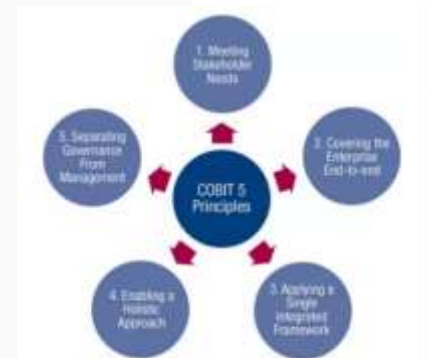 1. Meeting
Stakeholder
Needs
5. Separating
Governance
From
Management
2. Covering the
Enterprise
End-to-end
COBIT 5
Principles
4. Enabling a
Holistic
Approach
3. Applying a
Single
Integrated
Framework